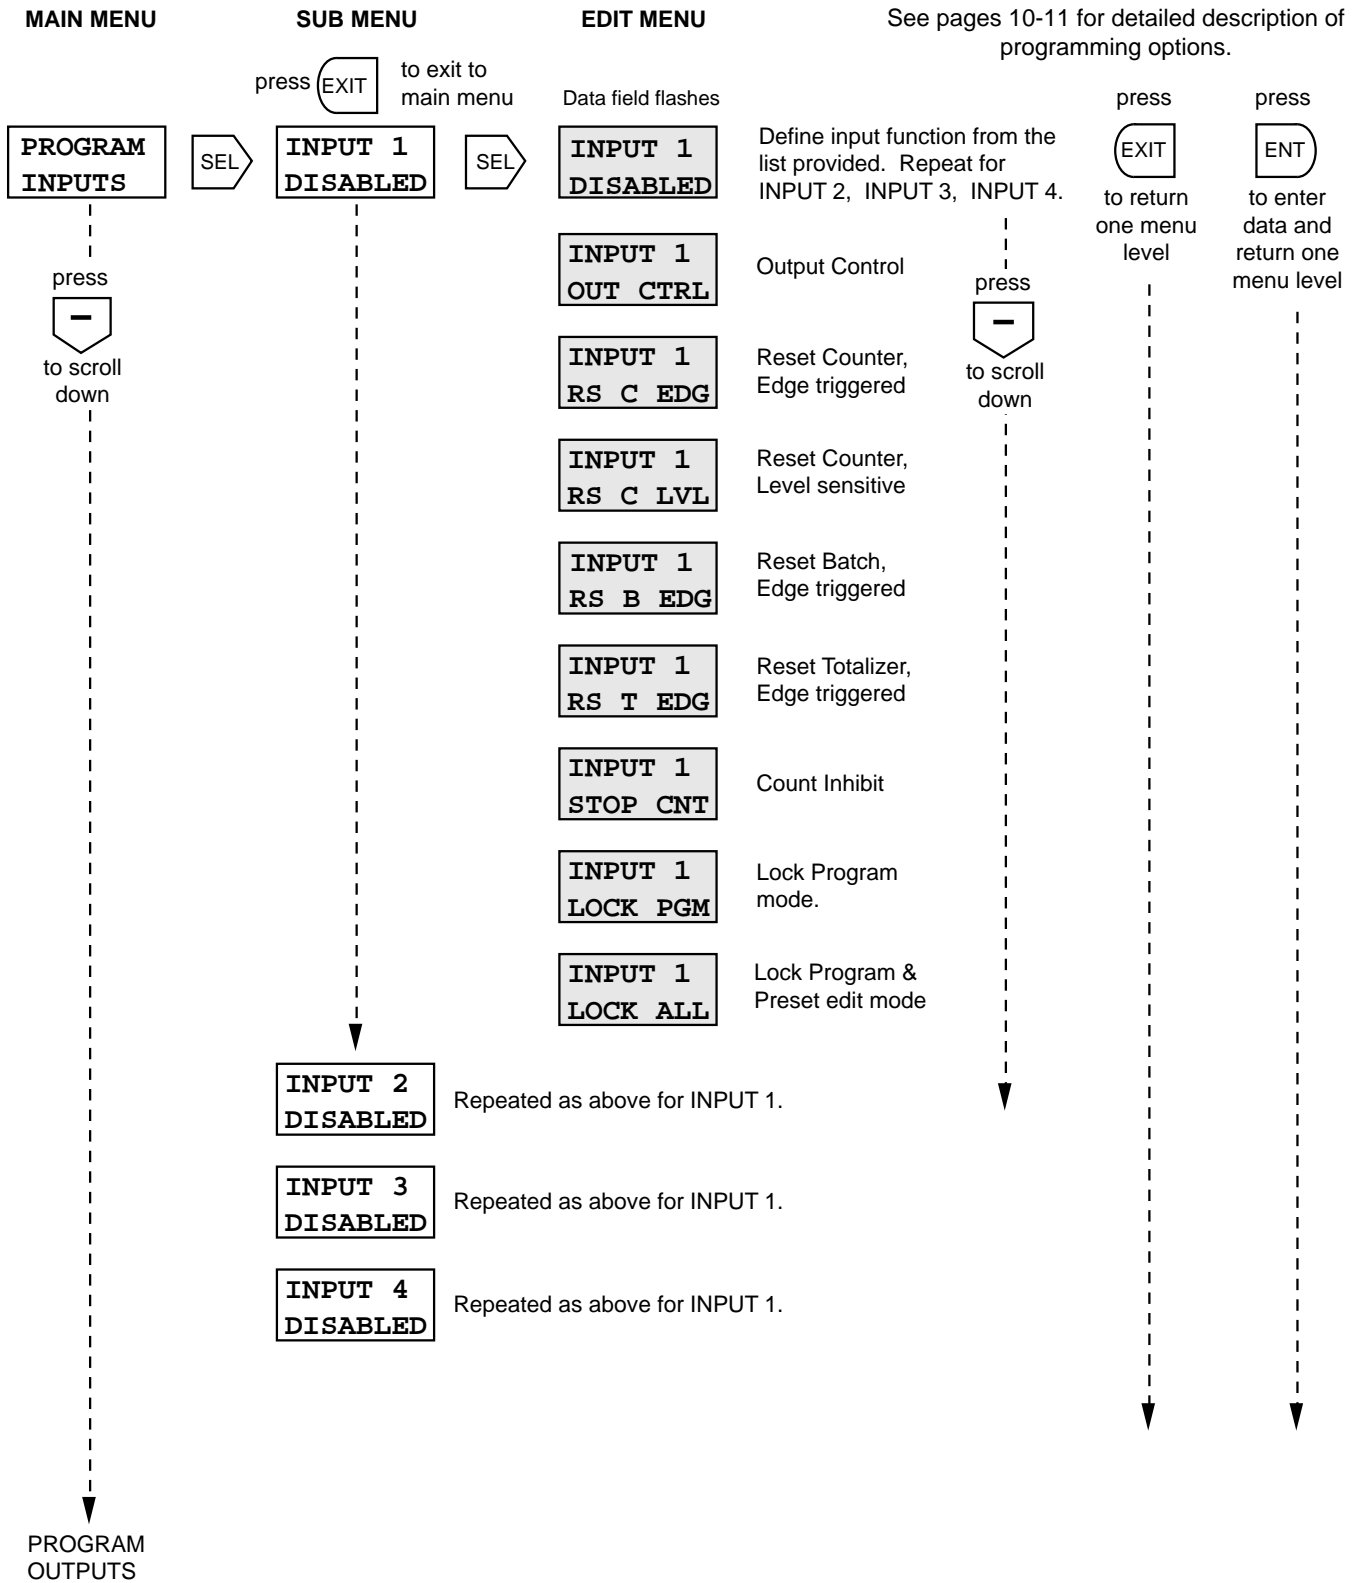 MAIN MENU
SUB MENU
EDIT MENU
See pages 10-11 for detailed description of
programming options.
press
EXIT
to exit to
main menu
Data field flashes
press
press
PROGRAM
INPUTS
SEL
INPUT 1
DISABLED
SEL
INPUT 1
DISABLED
Define input function from the
list provided. Repeat for
INPUT 2, INPUT 3, INPUT 4.
EXIT
to return
one menu
level
ENT
to enter
data and
return one
menu level
press
−
to scroll
down
INPUT 1
OUT CTRL
Output Control
press
−
to scroll
down
INPUT 1
RS C EDG
Reset Counter,
Edge triggered
INPUT 1
RS C LVL
Reset Counter,
Level sensitive
INPUT 1
RS B EDG
Reset Batch,
Edge triggered
INPUT 1
RS T EDG
Reset Totalizer,
Edge triggered
INPUT 1
STOP CNT
Count Inhibit
INPUT 1
LOCK PGM
Lock Program
mode.
INPUT 1
LOCK ALL
Lock Program &
Preset edit mode
INPUT 2
DISABLED
Repeated as above for INPUT 1.
INPUT 3
DISABLED
Repeated as above for INPUT 1.
INPUT 4
DISABLED
Repeated as above for INPUT 1.
PROGRAM
OUTPUTS